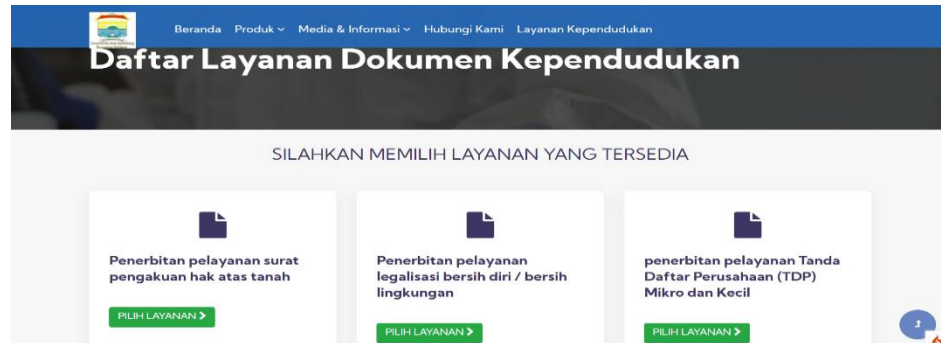 Beranda Produk Media & Informasi Hubungi Kami Layanan Kependudukan
Daftar Layanan Dokumen Kependudukan
SILAHKAN MEMILIH LAYANAN YANG TERSEDIA
Penerbitan pelayanan surat
pengakuan hak atas tanah
PILIH LAYANAN
Penerbitan pelayanan
legalisasi bersih diri / bersih
lingkungan
PILIH LAYANAN
penerbitan pelayanan Tanda
Daftar Perusahaan (TDP)
Mikro dan Kecil
PILIH LAYANAN